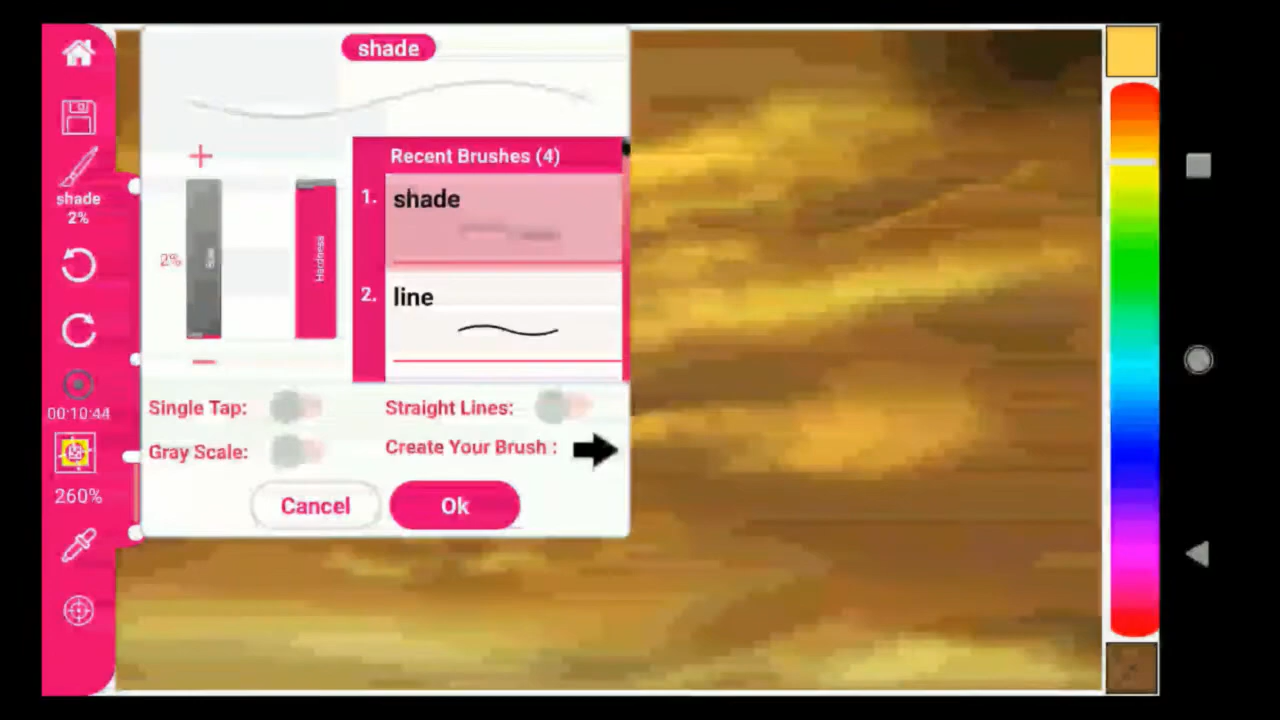 shade
shade
2%
00:10:44
260%
2%
Hardness
Recent Brushes (4)
1.
shade
2.
line
Single Tap:
Straight Lines:
Gray Scale:
Create Your Brush :
Cancel
Ok